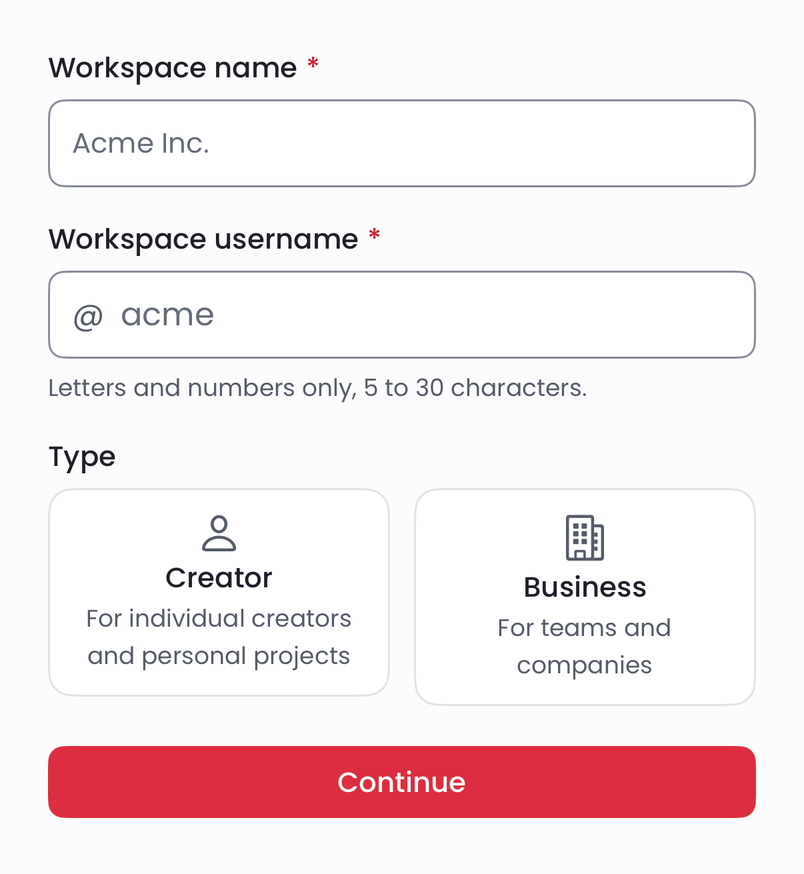 Workspace name *
Acme Inc.
Workspace username *
@ acme
Letters and numbers only, 5 to 30 characters.
Type
Creator
For individual creators
and personal projects
Business
For teams and
companies
Continue